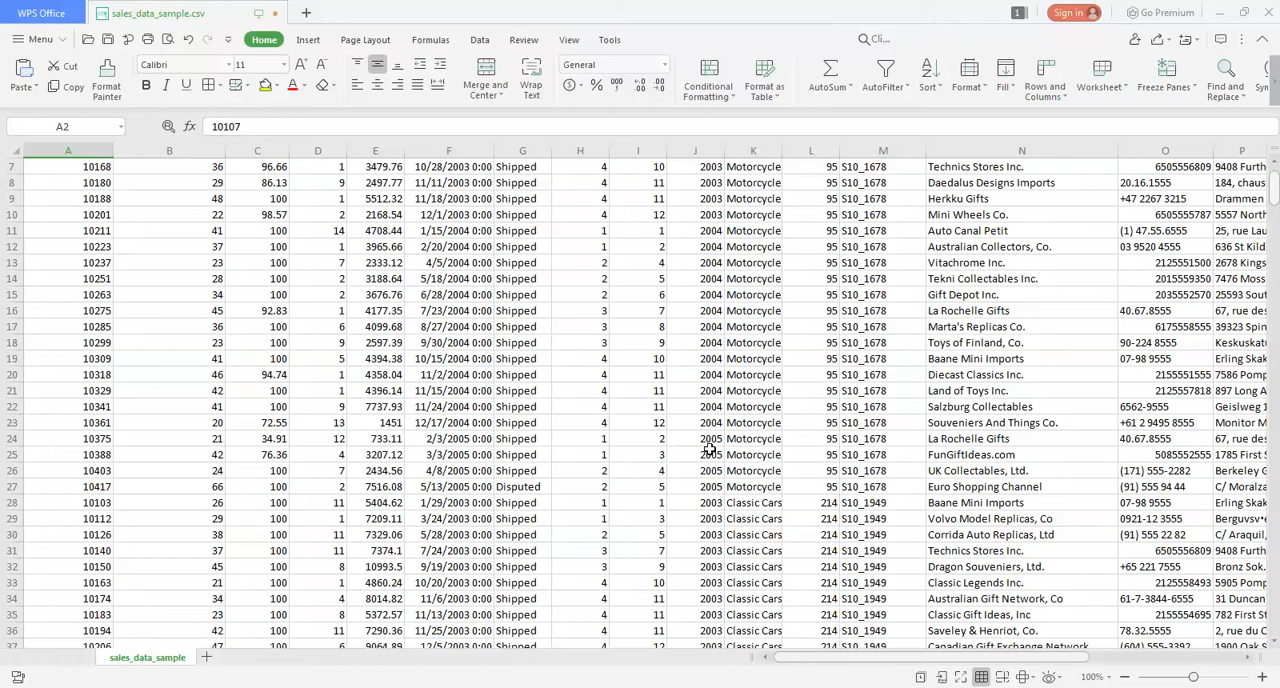 WPS Office sales_data_sample.csv + 1 Sign in Go Premium
Menu Home Insert Page Layout Formulas Data Review View Tools Cli...
Paste Cut Copy Format Painter Calibri 11 A+ A- B I U A Merge and Center Wrap Text General $ % 000 Conditional Formatting Format as Table AutoSum AutoFilter Sort Format Fill Rows and Columns Worksheet Freeze Panes Find and Replace
A2 10107
A B C D E F G H I J K L M N O P
7 10168 36 96.66 1 3479.76 10/28/2003 0:00 Shipped 4 10 2003 Motorcycle 95 S10_1678 Technics Stores Inc. 6505556809 9408 Furth
8 10180 29 86.13 9 2497.77 11/11/2003 0:00 Shipped 4 11 2003 Motorcycle 95 S10_1678 Daedalus Designs Imports 20.16.1555 184, chaus
9 10188 48 100 1 5512.32 11/18/2003 0:00 Shipped 4 11 2003 Motorcycle 95 S10_1678 Herkku Gifts +47 2267 3215 Drammen
10 10201 22 98.57 2 2168.54 12/1/2003 0:00 Shipped 4 12 2003 Motorcycle 95 S10_1678 Mini Wheels Co. 6505555787 5557 North
11 10211 41 100 14 4708.44 1/15/2004 0:00 Shipped 1 1 2004 Motorcycle 95 S10_1678 Auto Canal Petit (1) 47.55.6555 25, rue Lau
12 10223 37 100 1 3965.66 2/20/2004 0:00 Shipped 1 2 2004 Motorcycle 95 S10_1678 Australian Collectors, Co. 03 9520 4555 636 St Kild
13 10237 23 100 7 2333.12 4/5/2004 0:00 Shipped 2 4 2004 Motorcycle 95 S10_1678 Vitachrome Inc. 2125551500 2678 Kings
14 10251 28 100 2 3188.64 5/18/2004 0:00 Shipped 2 5 2004 Motorcycle 95 S10_1678 Tekni Collectables Inc. 2015559350 7476 Moss
15 10263 34 100 2 3676.76 6/28/2004 0:00 Shipped 2 6 2004 Motorcycle 95 S10_1678 Gift Depot Inc. 2035552570 25593 Sout
16 10275 45 92.83 1 4177.35 7/23/2004 0:00 Shipped 3 7 2004 Motorcycle 95 S10_1678 La Rochelle Gifts 40.67.8555 67, rue des
17 10285 36 100 6 4099.68 8/27/2004 0:00 Shipped 3 8 2004 Motorcycle 95 S10_1678 Marta's Replicas Co. 6175558555 39323 Spin
18 10299 23 100 9 2597.39 9/30/2004 0:00 Shipped 3 9 2004 Motorcycle 95 S10_1678 Toys of Finland, Co. 90-224 8555 Keskuskat
19 10309 41 100 5 4394.38 10/15/2004 0:00 Shipped 4 10 2004 Motorcycle 95 S10_1678 Baane Mini Imports 07-98 9555 Erling Skak
20 10318 46 94.74 1 4358.04 11/2/2004 0:00 Shipped 4 11 2004 Motorcycle 95 S10_1678 Diecast Classics Inc. 2155551555 7586 Pomp
21 10329 42 100 1 4396.14 11/15/2004 0:00 Shipped 4 11 2004 Motorcycle 95 S10_1678 Land of Toys Inc. 2125557818 897 Long A
22 10341 41 100 9 7737.93 11/24/2004 0:00 Shipped 4 11 2004 Motorcycle 95 S10_1678 Salzburg Collectables 6562-9555 Geislweg 1
23 10361 20 72.55 13 1451 12/17/2004 0:00 Shipped 4 12 2004 Motorcycle 95 S10_1678 Souveniers And Things Co. +61 2 9495 8555 Monitor M
24 10375 21 34.91 12 733.11 2/3/2005 0:00 Shipped 1 2 2005 Motorcycle 95 S10_1678 La Rochelle Gifts 40.67.8555 67, rue des
25 10388 42 76.36 4 3207.12 3/3/2005 0:00 Shipped 1 3 2005 Motorcycle 95 S10_1678 FunGiftIdeas.com 5085552555 1785 First S
26 10403 24 100 7 2434.56 4/8/2005 0:00 Shipped 2 4 2005 Motorcycle 95 S10_1678 UK Collectables, Ltd. (171) 555-2282 Berkeley G
27 10417 66 100 2 7516.08 5/13/2005 0:00 Disputed 2 5 2005 Motorcycle 95 S10_1678 Euro Shopping Channel (91) 555 94 44 C/ Moralza
28 10103 26 100 11 5404.62 1/29/2003 0:00 Shipped 1 1 2003 Classic Cars 214 S10_1949 Baane Mini Imports 07-98 9555 Erling Skak
29 10112 29 100 1 7209.11 3/24/2003 0:00 Shipped 1 3 2003 Classic Cars 214 S10_1949 Volvo Model Replicas, Co 0921-12 3555 Berguvsv•
30 10126 38 100 11 7329.06 5/28/2003 0:00 Shipped 2 5 2003 Classic Cars 214 S10_1949 Corrida Auto Replicas, Ltd (91) 555 22 82 C/ Araquil,
31 10140 37 100 11 7374.1 7/24/2003 0:00 Shipped 3 7 2003 Classic Cars 214 S10_1949 Technics Stores Inc. 6505556809 9408 Furth
32 10150 45 100 8 10993.5 9/19/2003 0:00 Shipped 3 9 2003 Classic Cars 214 S10_1949 Dragon Souveniers, Ltd. +65 221 7555 Bronz Sok.
33 10163 21 100 1 4860.24 10/20/2003 0:00 Shipped 4 10 2003 Classic Cars 214 S10_1949 Classic Legends Inc. 2125558493 5905 Pomp
34 10174 34 100 4 8014.82 11/6/2003 0:00 Shipped 4 11 2003 Classic Cars 214 S10_1949 Australian Gift Network, Co 61-7-3844-6555 31 Duncan
35 10183 23 100 8 5372.57 11/13/2003 0:00 Shipped 4 11 2003 Classic Cars 214 S10_1949 Classic Gift Ideas, Inc 2155554695 782 First St
36 10194 42 100 11 7290.36 11/25/2003 0:00 Shipped 4 11 2003 Classic Cars 214 S10_1949 Saveley & Henriot, Co. 78.32.5555 2, rue du C
37 10206 47 100 6 9064.89 12/5/2003 0:00 Shipped 4 12 2003 Classic Cars 214 S10_1949 Canadian Gift Exchange Network (604) 555-3392 1900 Oak S
sales_data_sample +
100% - +